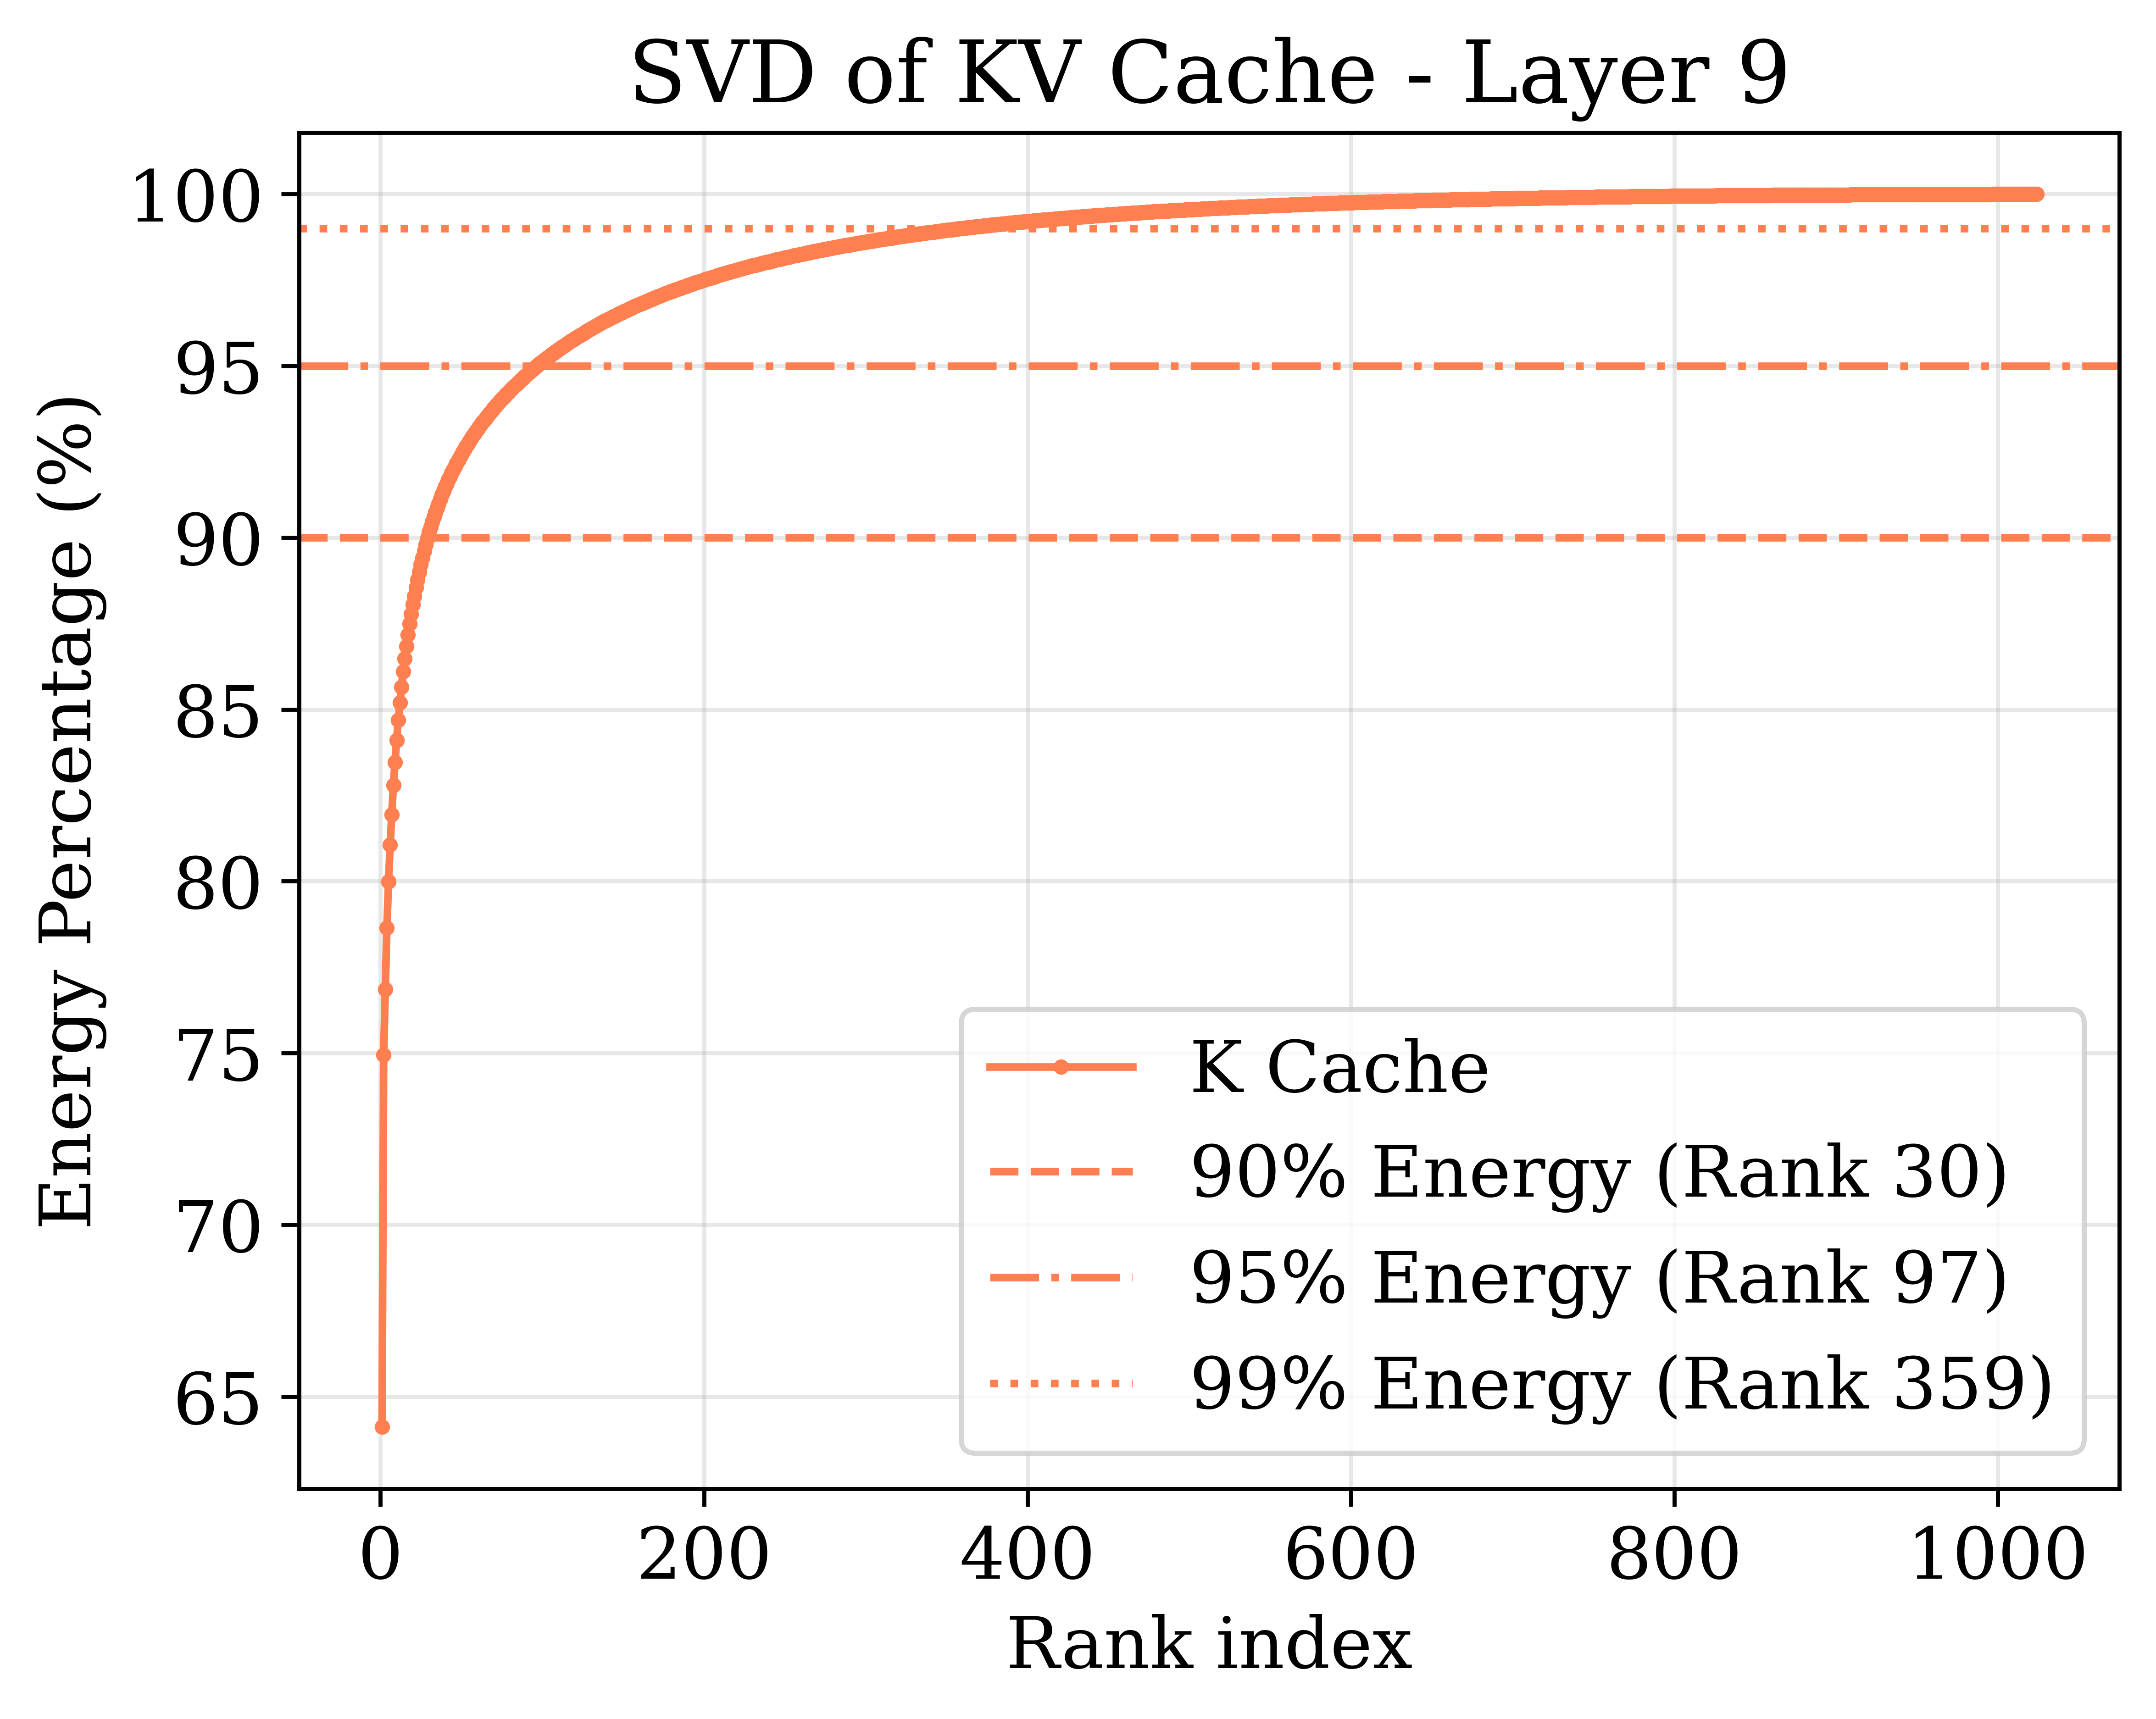 SVD of KV Cache - Layer 9
Energy Percentage (%)
100
95
90
85
80
75
70
65
K Cache
90% Energy (Rank 30)
95% Energy (Rank 97)
99% Energy (Rank 359)
0 200 400 600 800 1000
Rank index